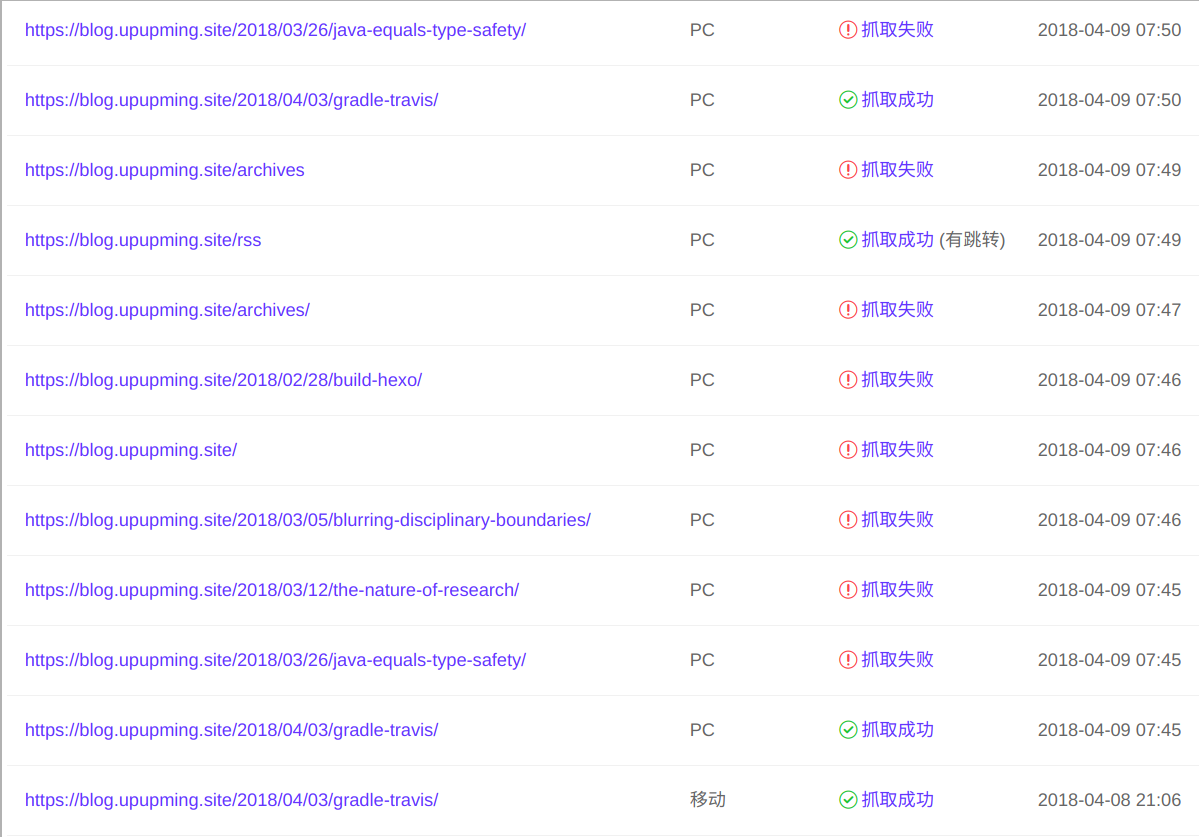 https://blog.upupming.site/2018/03/26/java-equals-type-safety/ PC 抓取失败 2018-04-09 07:50
https://blog.upupming.site/2018/04/03/gradle-travis/ PC 抓取成功 2018-04-09 07:50
https://blog.upupming.site/archives PC 抓取失败 2018-04-09 07:49
https://blog.upupming.site/rss PC 抓取成功 (有跳转) 2018-04-09 07:49
https://blog.upupming.site/archives/ PC 抓取失败 2018-04-09 07:47
https://blog.upupming.site/2018/02/28/build-hexo/ PC 抓取失败 2018-04-09 07:46
https://blog.upupming.site/ PC 抓取失败 2018-04-09 07:46
https://blog.upupming.site/2018/03/05/blurring-disciplinary-boundaries/ PC 抓取失败 2018-04-09 07:46
https://blog.upupming.site/2018/03/12/the-nature-of-research/ PC 抓取失败 2018-04-09 07:45
https://blog.upupming.site/2018/03/26/java-equals-type-safety/ PC 抓取失败 2018-04-09 07:45
https://blog.upupming.site/2018/04/03/gradle-travis/ PC 抓取成功 2018-04-09 07:45
https://blog.upupming.site/2018/04/03/gradle-travis/ 移动 抓取成功 2018-04-08 21:06